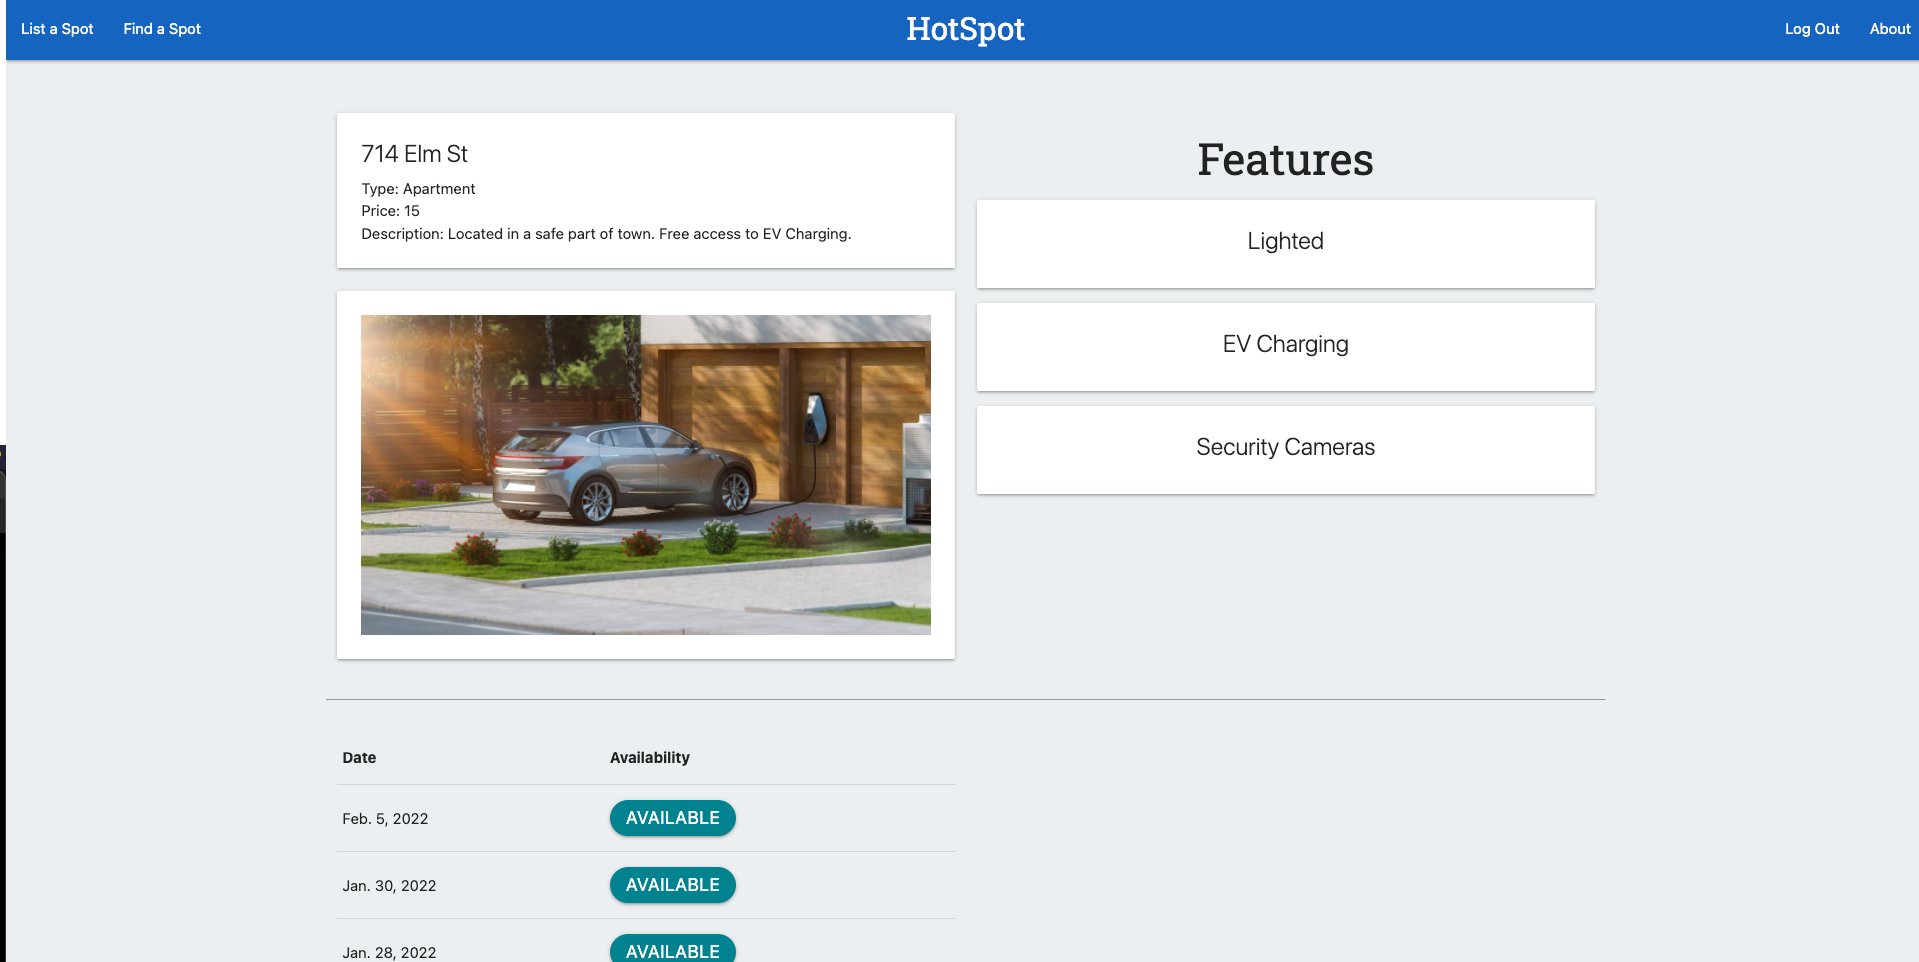 List a Spot
Find a Spot
HotSpot
Log Out
About
714 Elm St
Type: Apartment
Price: 15
Description: Located in a safe part of town. Free access to EV Charging.
Features
Lighted
EV Charging
Security Cameras
Date Availability
Feb. 5, 2022 AVAILABLE
Jan. 30, 2022 AVAILABLE
Jan. 28, 2022 AVAILABLE